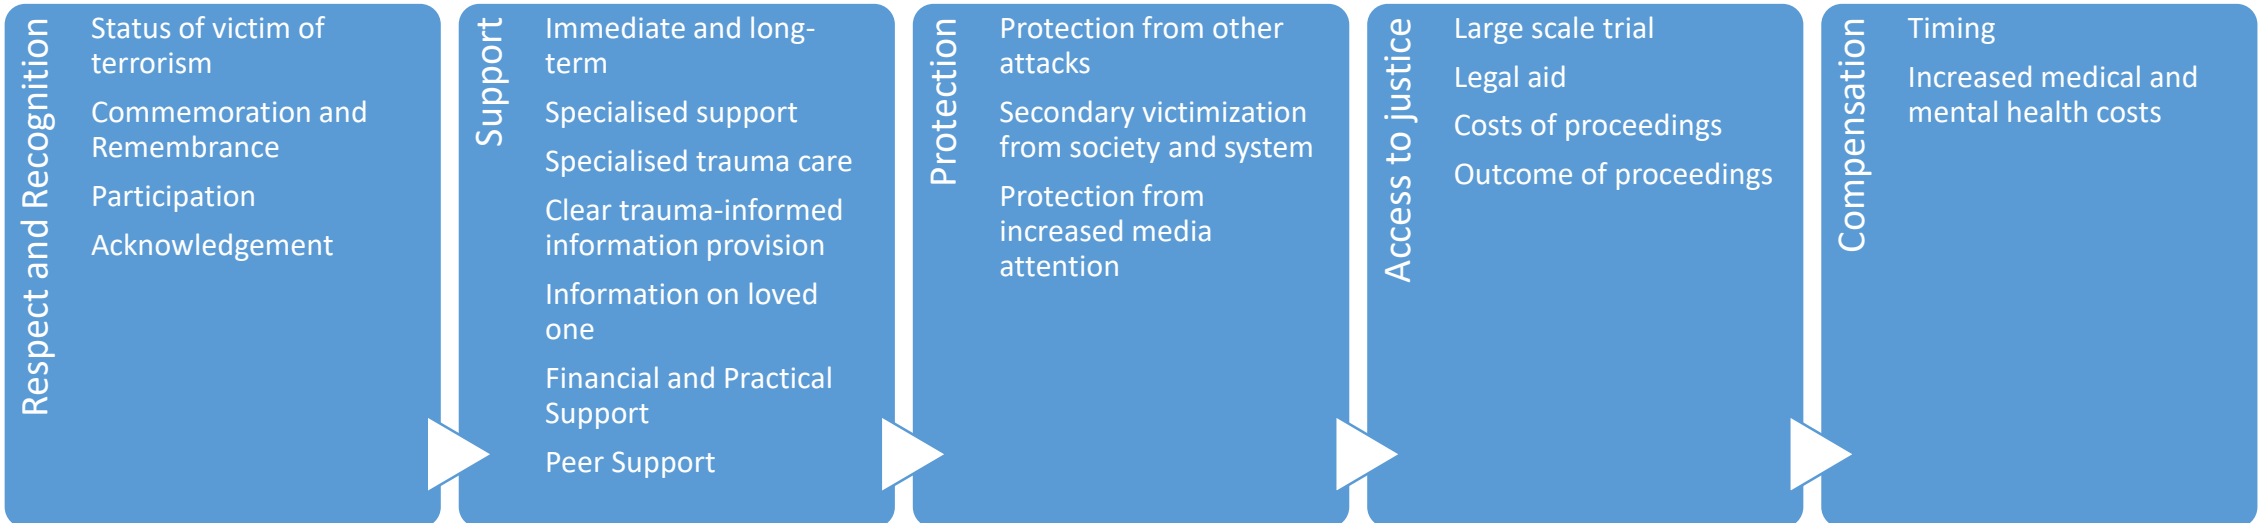 Respect and Recognition
Status of victim of
terrorism
Commemoration and
Remembrance
Participation
Acknowledgement
Support
Immediate and long-
term
Specialised support
Specialised trauma care
Clear trauma-informed
information provision
Information on loved
one
Financial and Practical
Support
Peer Support
Protection
Protection from other
attacks
Secondary victimization
from society and system
Protection from
increased media
attention
Access to justice
Large scale trial
Legal aid
Costs of proceedings
Outcome of proceedings
Compensation
Timing
Increased medical and
mental health costs